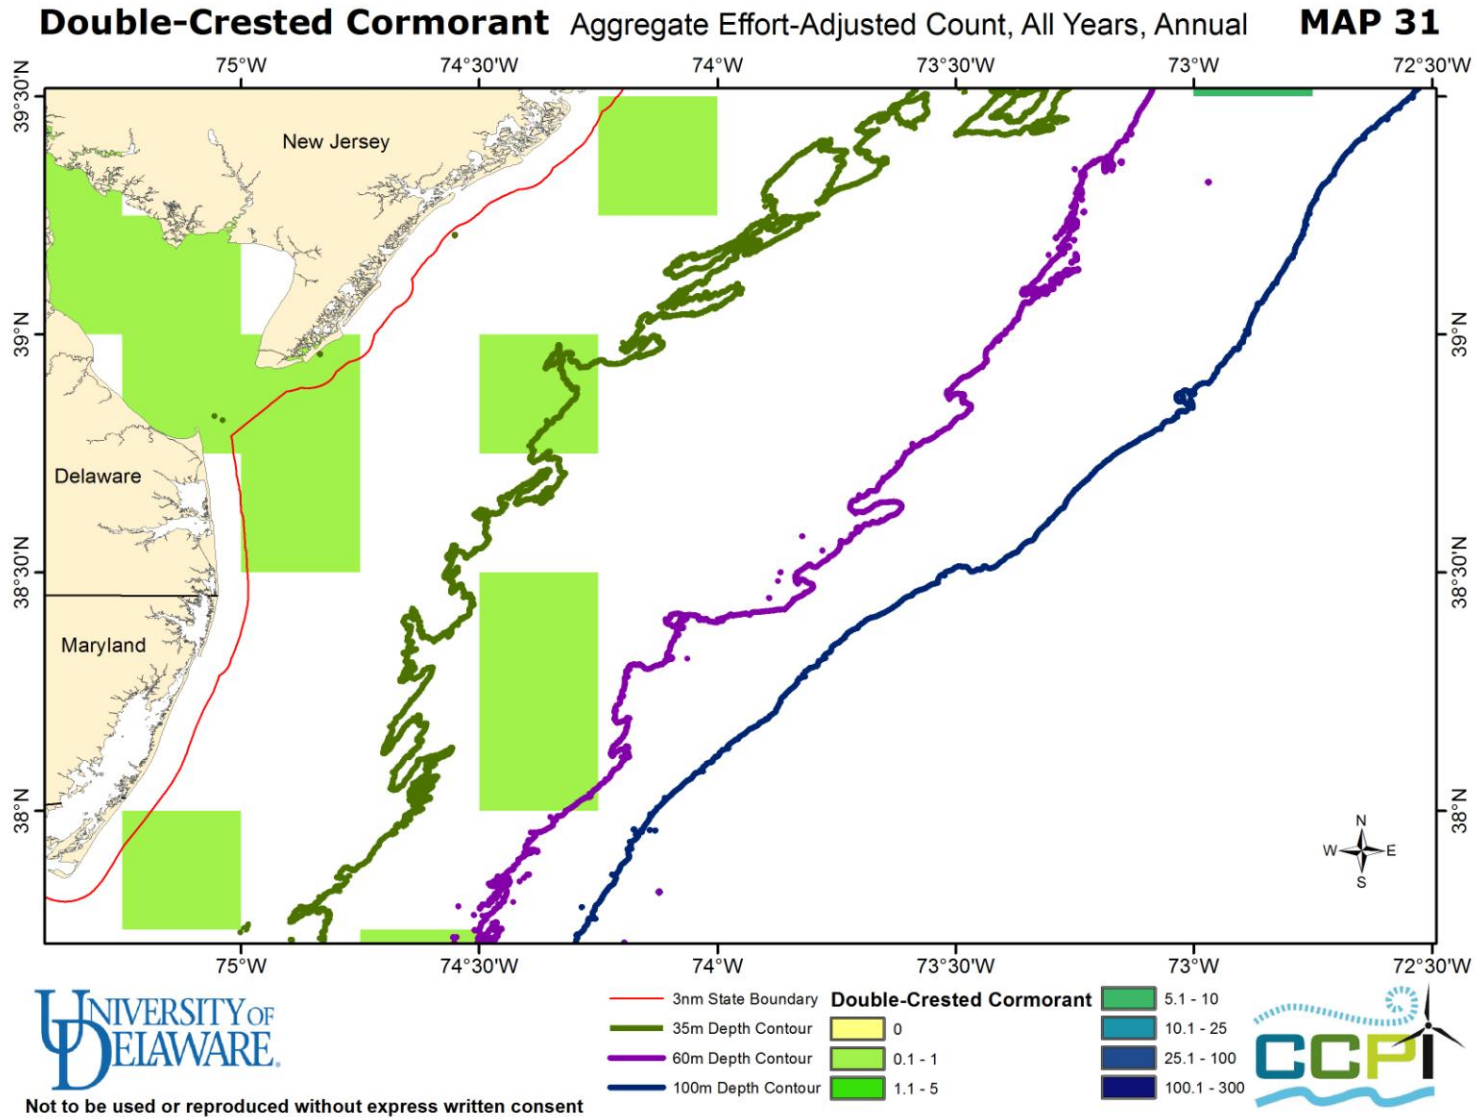 Double-Crested Cormorant Aggregate Effort-Adjusted Count, All Years, Annual MAP 31
75°W 74°30'W 74°W 73°30'W 73°W 72°30'W
39°30'N
39°N 39°N
38°30'N 38°30'N
38°N 38°N
New Jersey
Delaware
Maryland
N
W E
S
75°W 74°30'W 74°W 73°30'W 73°W 72°30'W
UNIVERSITY OF
DELAWARE.
Not to be used or reproduced without express written consent
3nm State Boundary
35m Depth Contour
60m Depth Contour
100m Depth Contour
Double-Crested Cormorant
0
0.1 - 1
1.1 - 5
5.1 - 10
10.1 - 25
25.1 - 100
100.1 - 300
CCPI